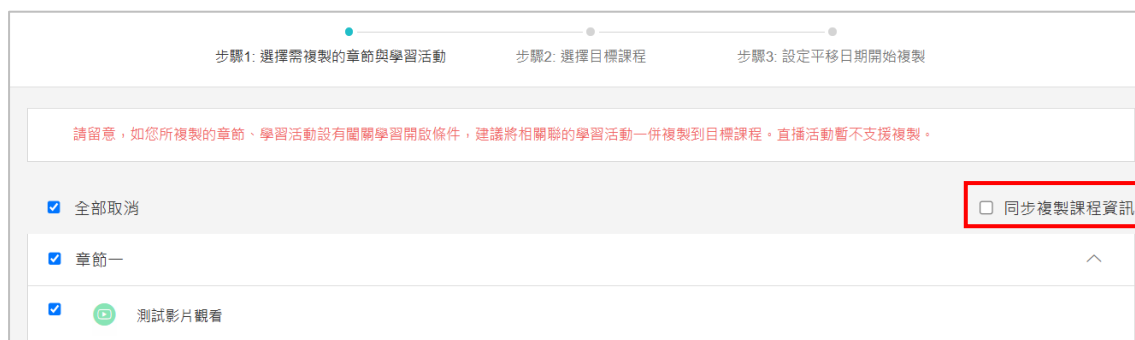 步驟1: 選擇需複製的章節與學習活動
步驟2: 選擇目標課程
步驟3: 設定平移日期開始複製
請留意，如您所複製的章節、學習活動設有闖關學習開啟條件，建議將相關聯的學習活動一併複製到目標課程。直播活動暫不支援複製。
全部取消
同步複製課程資訊
章節一
測試影片觀看